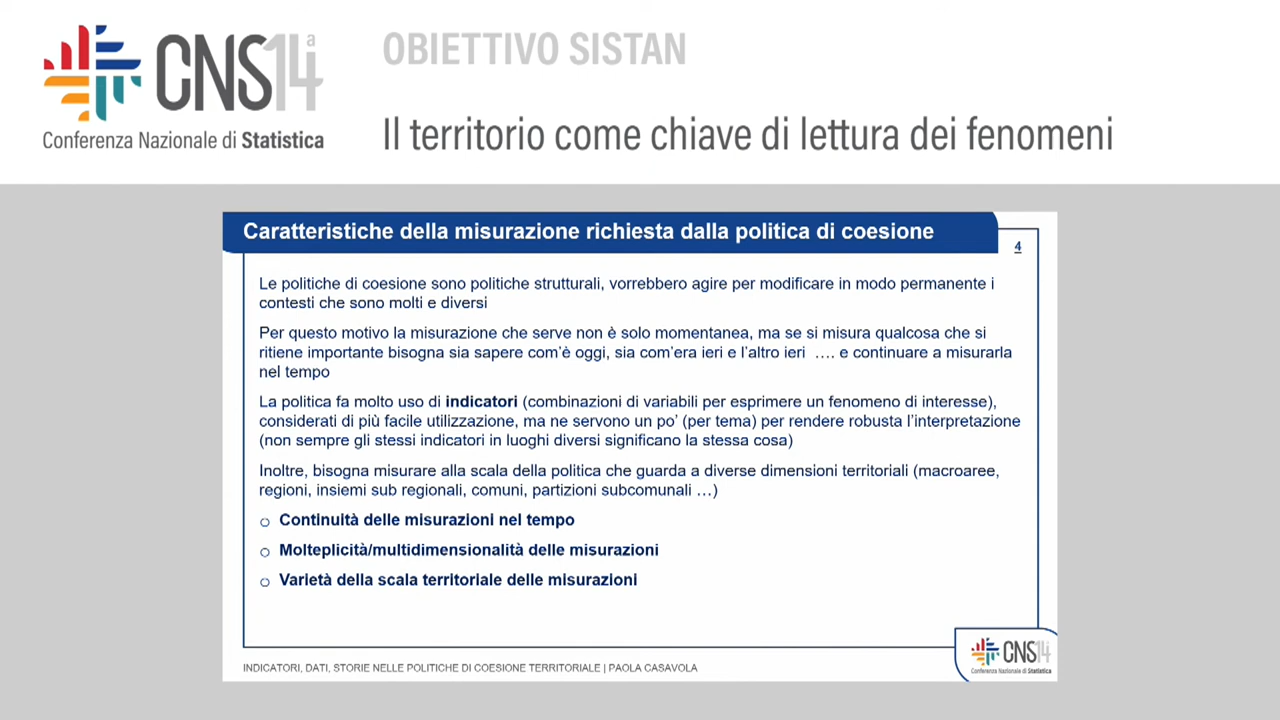 CNS14a
Conferenza Nazionale di Statistica
OBIETTIVO SISTAN
Il territorio come chiave di lettura dei fenomeni
Caratteristiche della misurazione richiesta dalla politica di coesione
4
Le politiche di coesione sono politiche strutturali, vorrebbero agire per modificare in modo permanente i
contesti che sono molti e diversi
Per questo motivo la misurazione che serve non è solo momentanea, ma se si misura qualcosa che si
ritiene importante bisogna sia sapere com’è oggi, sia com’era ieri e l’altro ieri …. e continuare a misurarla
nel tempo
La politica fa molto uso di indicatori (combinazioni di variabili per esprimere un fenomeno di interesse),
considerati di più facile utilizzazione, ma ne servono un po’ (per tema) per rendere robusta l’interpretazione
(non sempre gli stessi indicatori in luoghi diversi significano la stessa cosa)
Inoltre, bisogna misurare alla scala della politica che guarda a diverse dimensioni territoriali (macroaree,
regioni, insiemi sub regionali, comuni, partizioni subcomunali …)
Continuità delle misurazioni nel tempo
Molteplicità/multidimensionalità delle misurazioni
Varietà della scala territoriale delle misurazioni
INDICATORI, DATI, STORIE NELLE POLITICHE DI COESIONE TERRITORIALE | PAOLA CASAVOLA
CNS14a
Conferenza Nazionale di Statistica